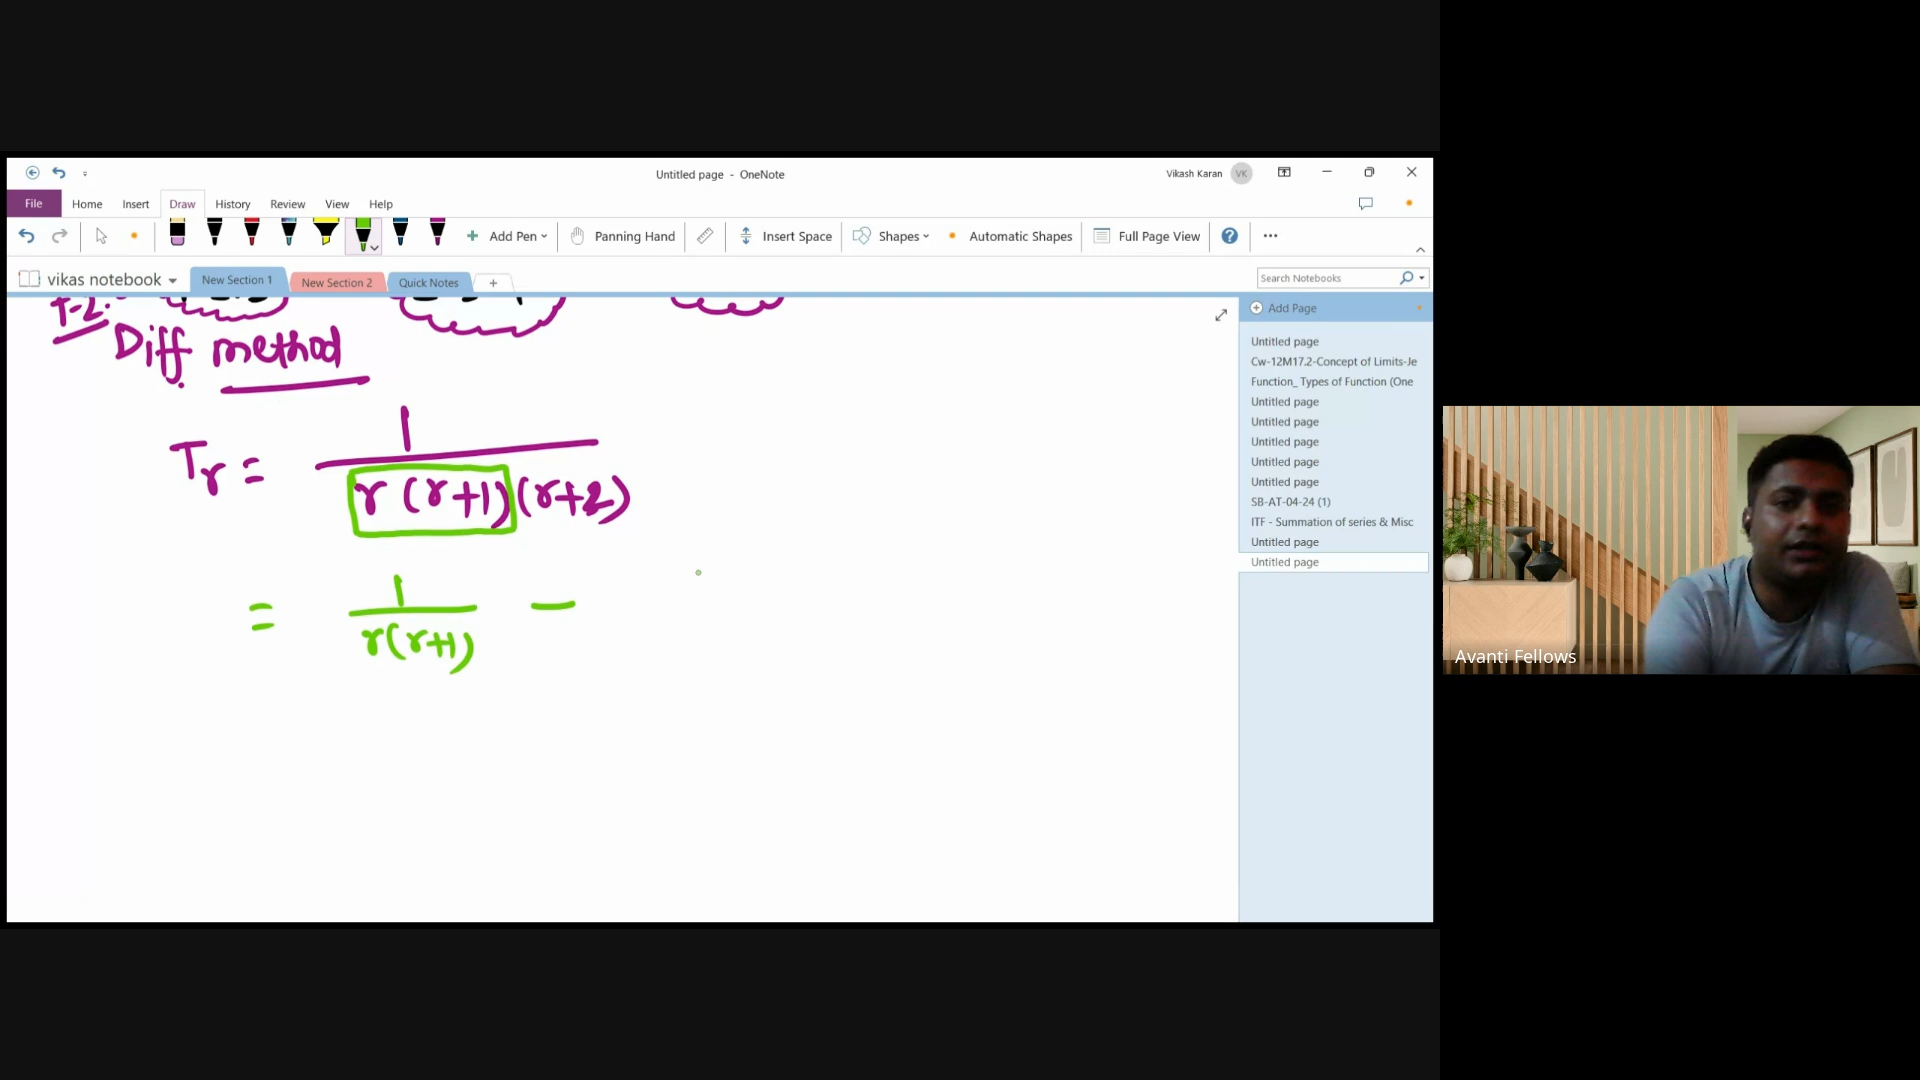 Untitled page - OneNote
Vikash Karan VK
File Home Insert Draw History Review View Help
Add Pen Panning Hand Insert Space Shapes Automatic Shapes Full Page View ? ...
vikas notebook New Section 1 New Section 2 Quick Notes +
Search Notebooks
Add Page
Untitled page
Cw-12M17.2-Concept of Limits-Je
Function_ Types of Function (One
Untitled page
Untitled page
Untitled page
Untitled page
Untitled page
SB-AT-04-24 (1)
ITF - Summation of series & Misc
Untitled page
Untitled page
Diff method
Tr = 1 / r(r+1)(r+2)
= 1 / r(r+1) -
Avanti Fellows